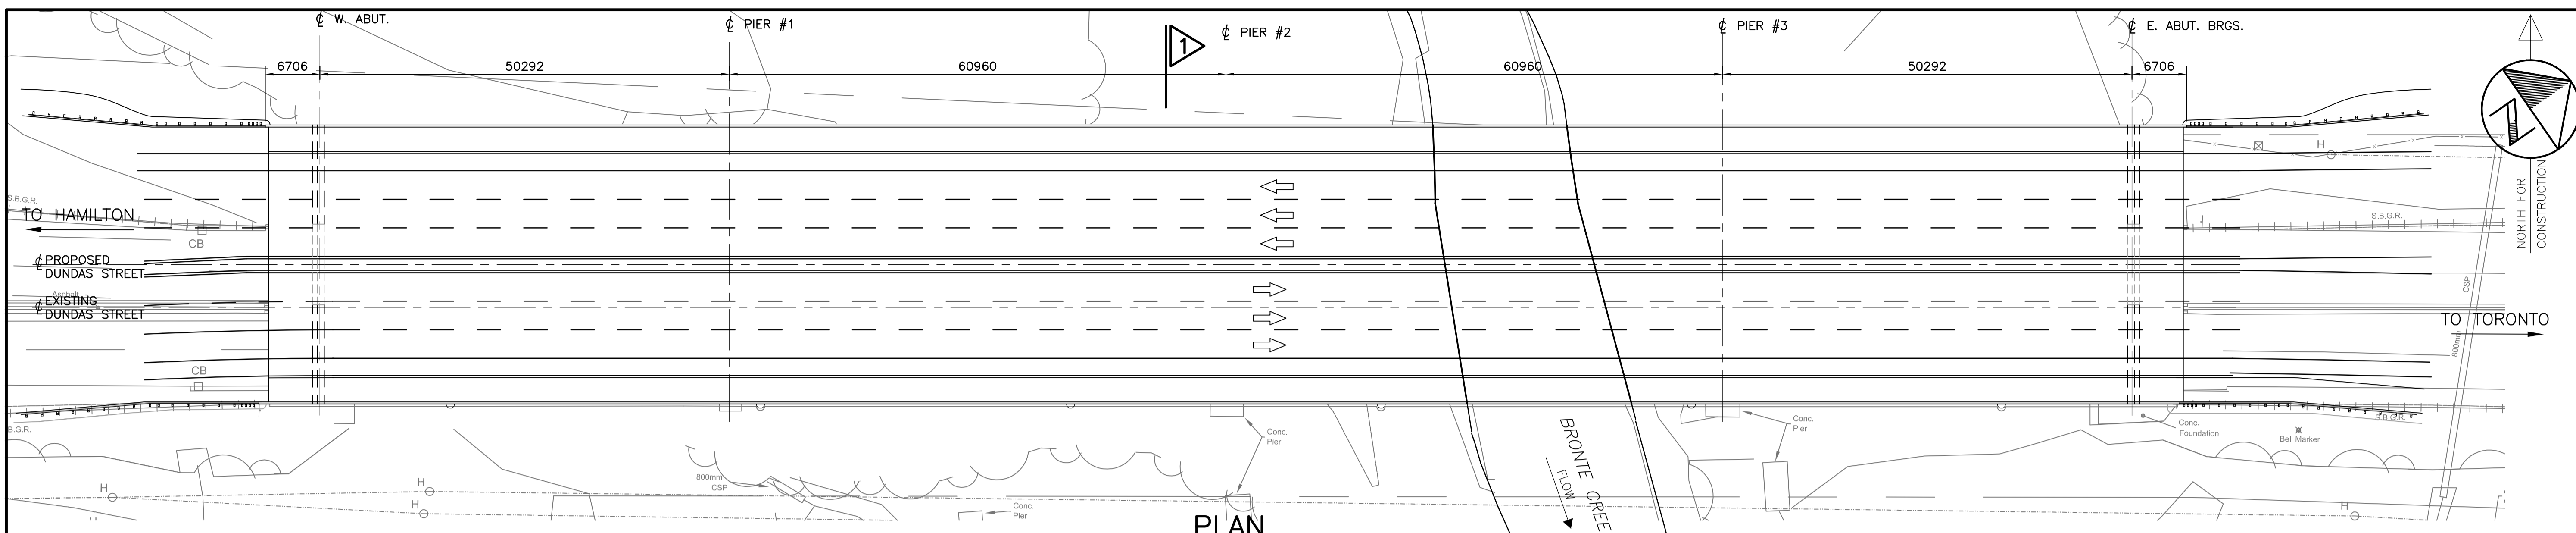 ℄ W. ABUT.
℄ PIER #1
℄ PIER #2
℄ PIER #3
℄ E. ABUT. BRGS.
1
6706
50292
60960
60960
50292
6706
NORTH FOR
CONSTRUCTION
H
S.B.G.R.
TO HAMILTON
CB
S.B.G.R.
℄ PROPOSED
DUNDAS STREET
Asphalt
℄ EXISTING
DUNDAS STREET
CSP
800mm
TO TORONTO
CB
B.G.R.
S.B.G.R.
Conc.
Pier
Conc.
Pier
Conc.
Foundation
Bell Marker
BRONTE CREE
FLOW
H
H
H
800mm
CSP
Conc.
Pier
H
PLAN